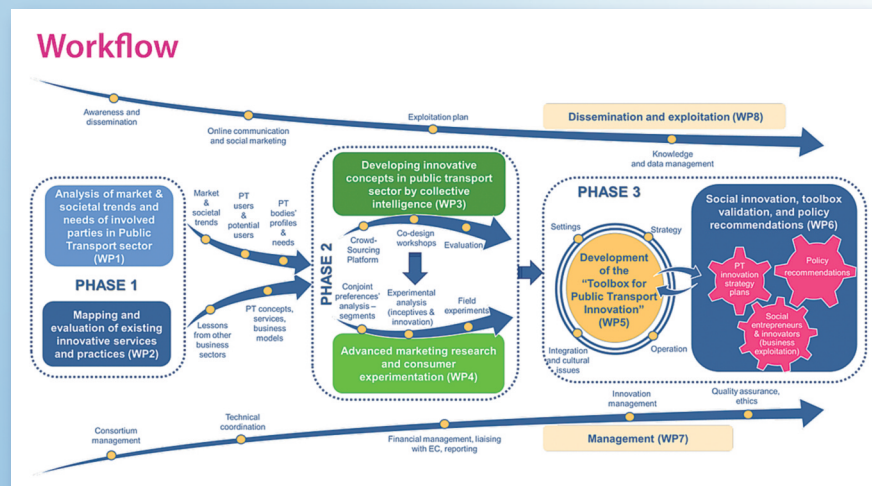 Workflow
Awareness and
dissemination
Online communication
and social marketing
Exploitation plan
Dissemination and exploitation (WP8)
Knowledge
and data management
Analysis of market &
societal trends and
needs of involved
parties in Public
Transport sector
(WP1)
PHASE 1
Mapping and
evaluation of existing
innovative services
and practices (WP2)
Market
&
societal
trends
PT
users
&
potential
users
PT
bodies'
profiles
&
needs
Lessons
from other
business
sectors
PT concepts,
services,
business
models
PHASE 2
Developing innovative
concepts in public transport
sector by collective
intelligence (WP3)
Crowd-
Sourcing
Platform
Co-design
workshops
Evaluation
Conjoint
preferences'
analysis –
segments
Experimental
analysis
(inceptives &
innovation)
Field
experiments
Advanced marketing research
and consumer
experimentation (WP4)
PHASE 3
Settings
Strategy
Development
of the
“Toolbox for
Public Transport
Innovation”
(WP5)
Integration
and cultural
issues
Operation
Social innovation, toolbox
validation, and policy
recommendations (WP6)
PT
innovation
strategy
plans
Policy
recommendations
Social
entrepreneurs
& innovators
(business
exploitation)
Consortium
management
Technical
coordination
Financial management, liaising
with EC, reporting
Innovation
management
Quality assurance,
ethics
Management (WP7)